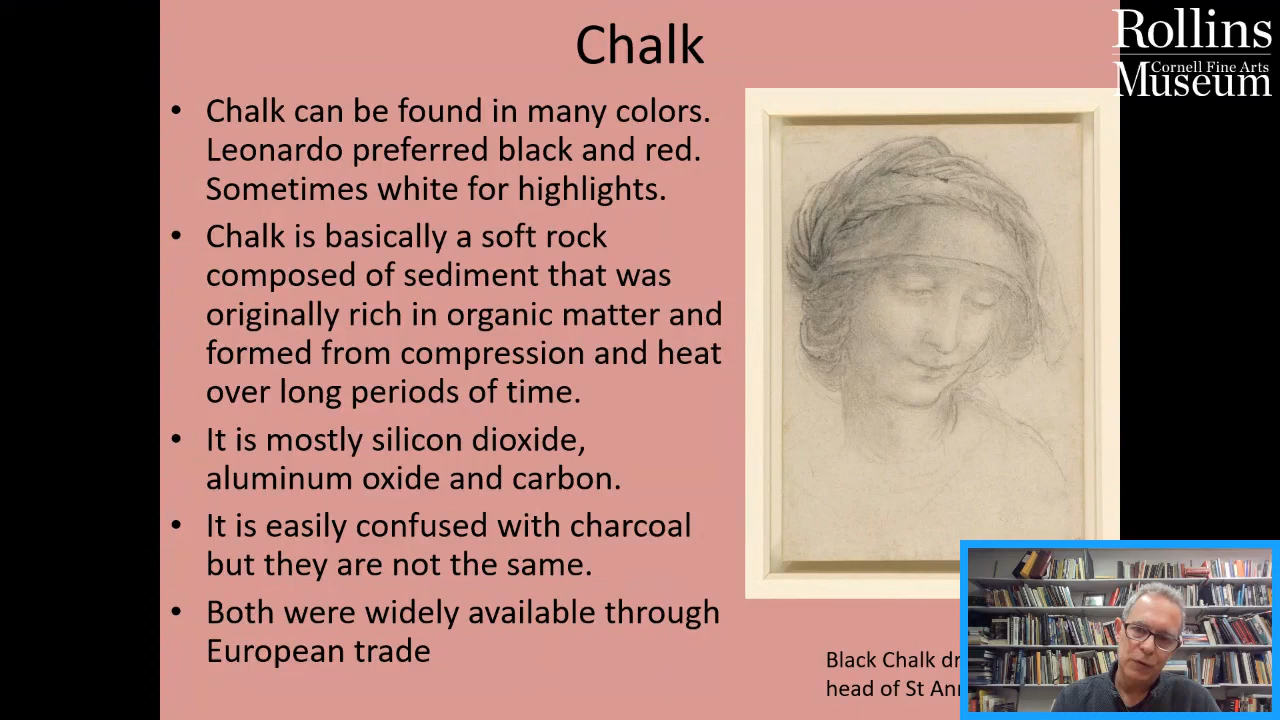 Chalk
Rollins
Cornell Fine Arts
Museum
• Chalk can be found in many colors.
Leonardo preferred black and red.
Sometimes white for highlights.
• Chalk is basically a soft rock
composed of sediment that was
originally rich in organic matter and
formed from compression and heat
over long periods of time.
• It is mostly silicon dioxide,
aluminum oxide and carbon.
• It is easily confused with charcoal
but they are not the same.
• Both were widely available through
European trade
Black Chalk
head of St